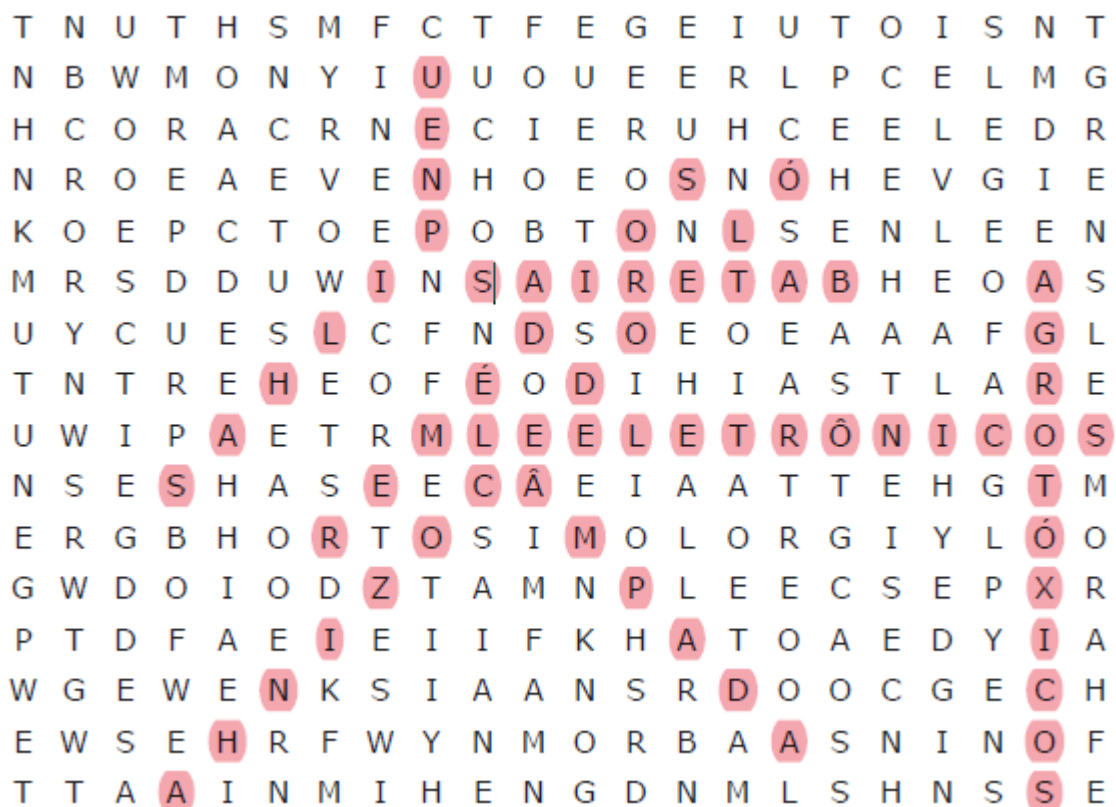 T N U T H S M F C T F E G E I U T O I S N T
N B W M O N Y I U U O U E E R L P C E L M G
H C O R A C R N E C I E R U H C E E L E D R
N R O E A E V E N H O E O S N Ó H E V G I E
K O E P C T O E P O B T O N L S E N L E E N
M R S D D U W I N S A I R E T A B H E O A S
U Y C U E S L C F N D S O E O E A A A F G L
T N T R E H E O F É O D I H I A S T L A R E
U W I P A E T R M L E E L E T R Ô N I C O S
N S E S H A S E E C Â E I A A T T E H G T M
E R G B H O R T O S I M O L O R G I Y L Ó O
G W D O I O D Z T A M N P L E E C S E P X R
P T D F A E I E I I F K H A T O A E D Y I A
W G E W E N K S I A A N S R D O O C G E C H
E W S E H R F W Y N M O R B A A S N I N O F
T T A A I N M I H E N G D N M L S H N S S E